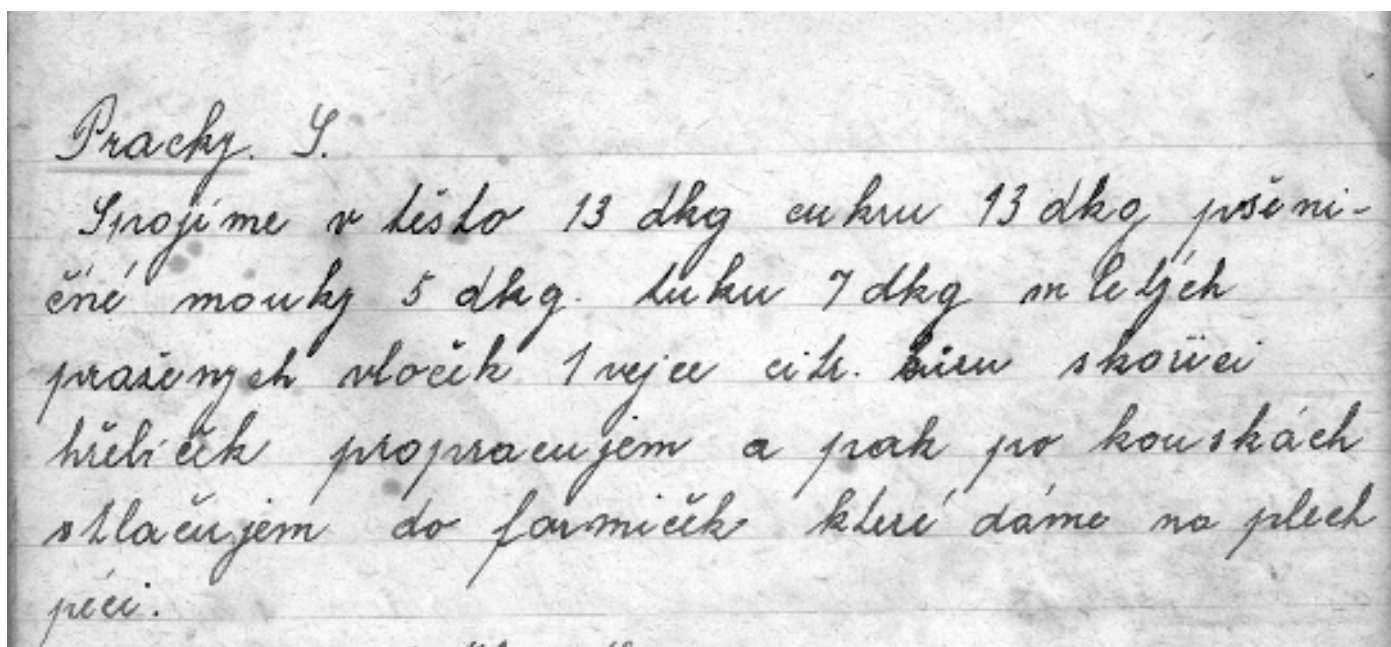 Pracky. S.
Spojíme v těsto 13 dkg cukru 13 dkg pšeni-
čné mouky 5 dkg. tuku 7 dkg mletých
praženych vloček 1 vejce citr. kůru skořici
hřebíček propracujem a pak po kouskách
stlačujem do formiček které dáme na plech
péci.